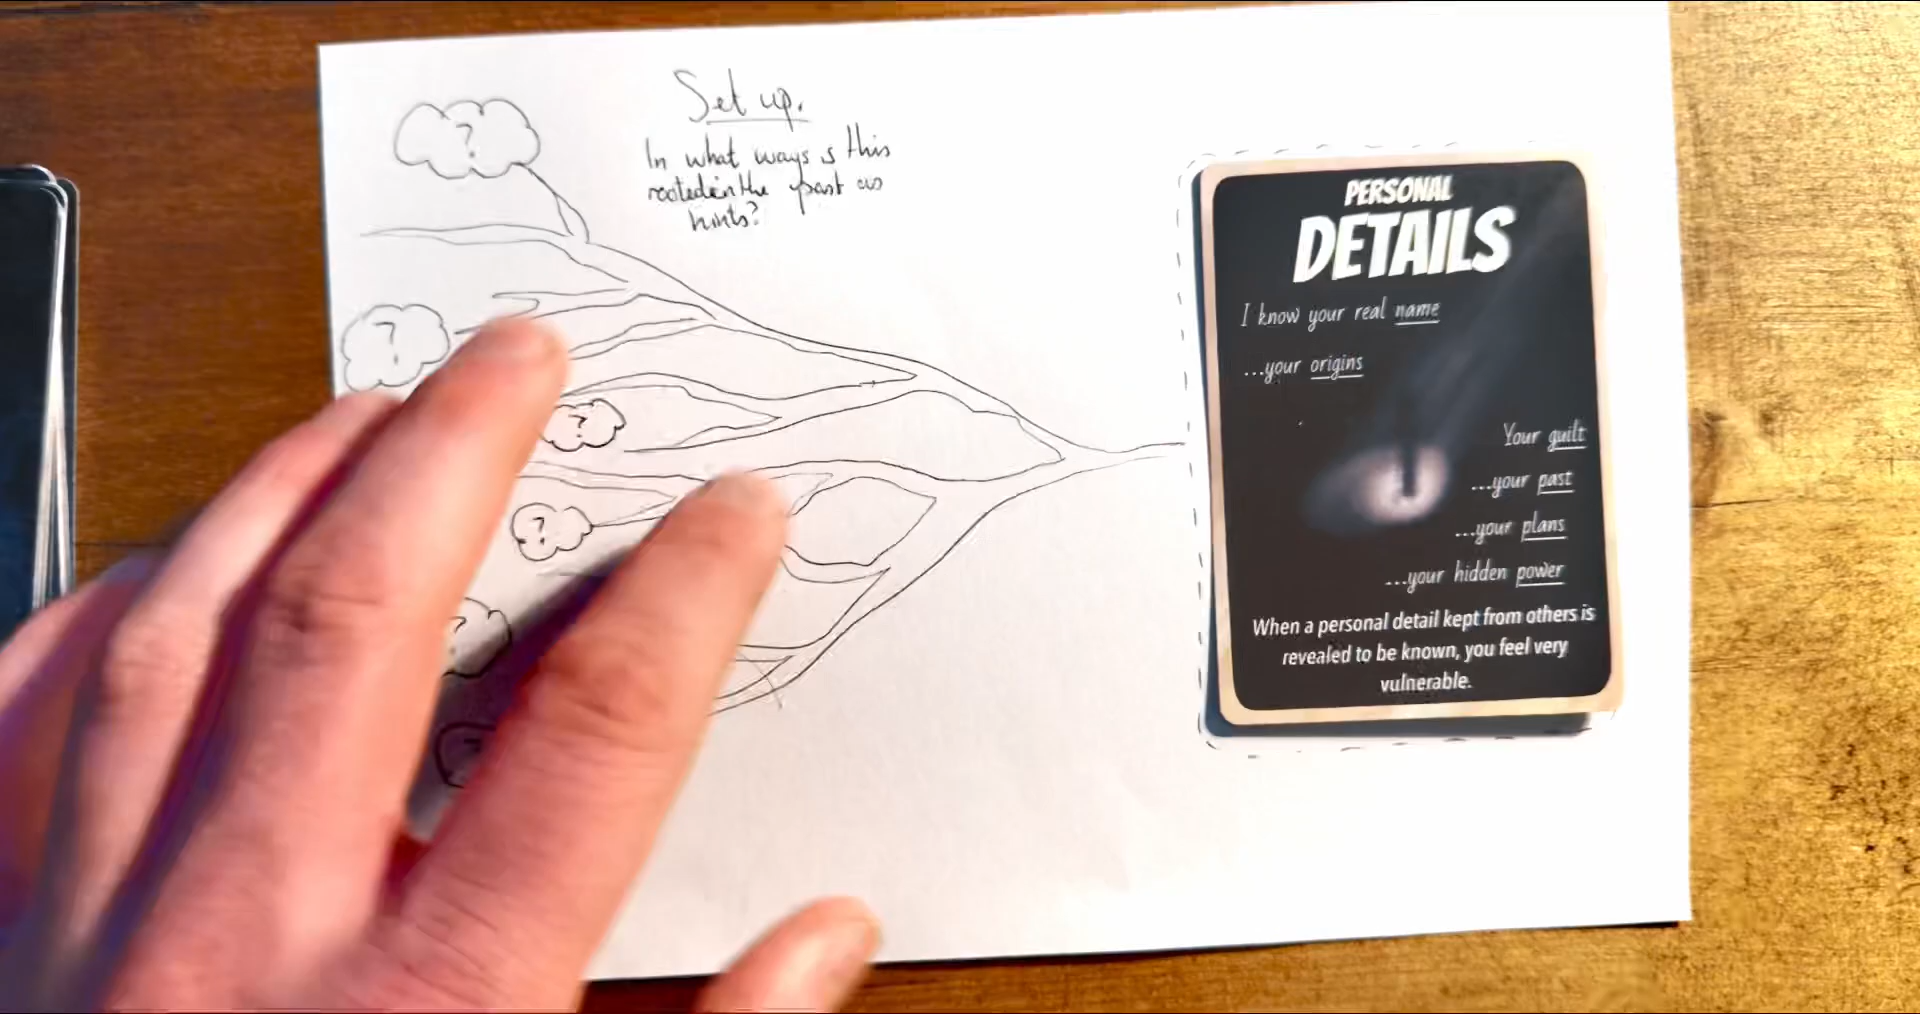 Set up.
In what ways is this
rooted in the past as
hints?
?
?
?
?
?
?
PERSONAL
DETAILS
I know your real name
...your origins
Your guilt
...your past
...your plans
...your hidden power
When a personal detail kept from others is
revealed to be known, you feel very
vulnerable.